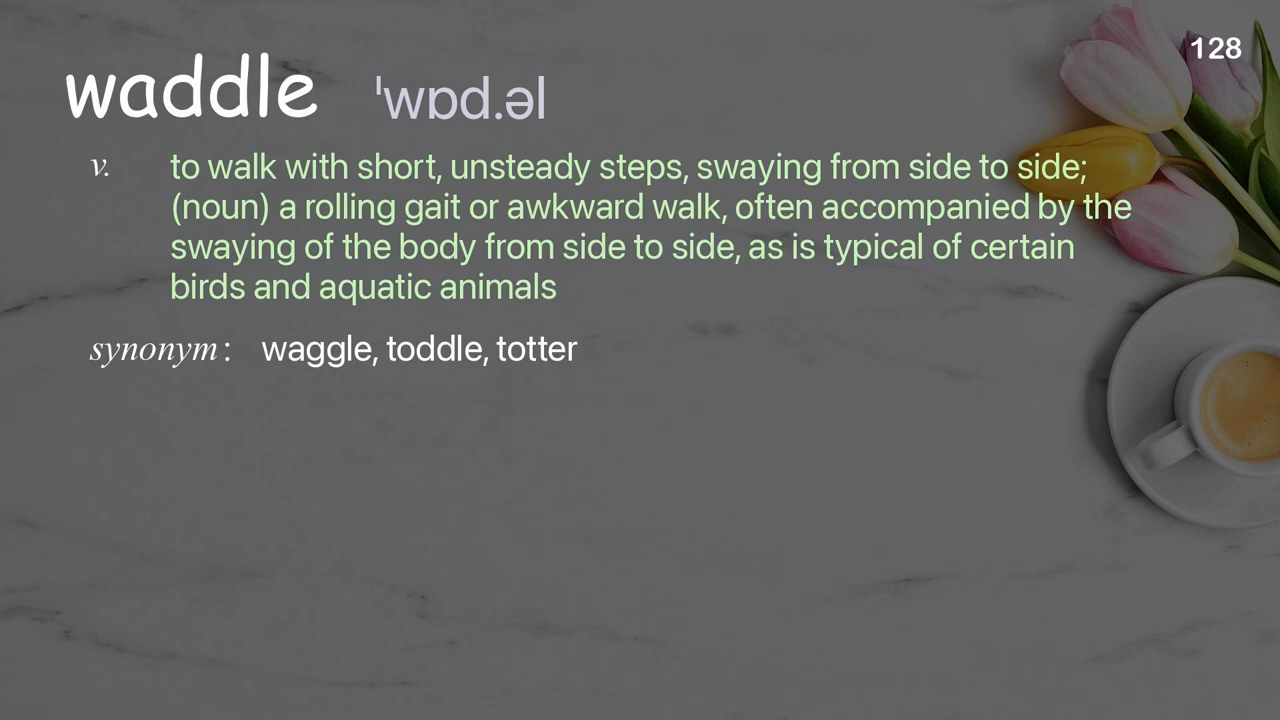 128
waddle ˈwɒd.əl
v. to walk with short, unsteady steps, swaying from side to side;
(noun) a rolling gait or awkward walk, often accompanied by the
swaying of the body from side to side, as is typical of certain
birds and aquatic animals
synonym: waggle, toddle, totter